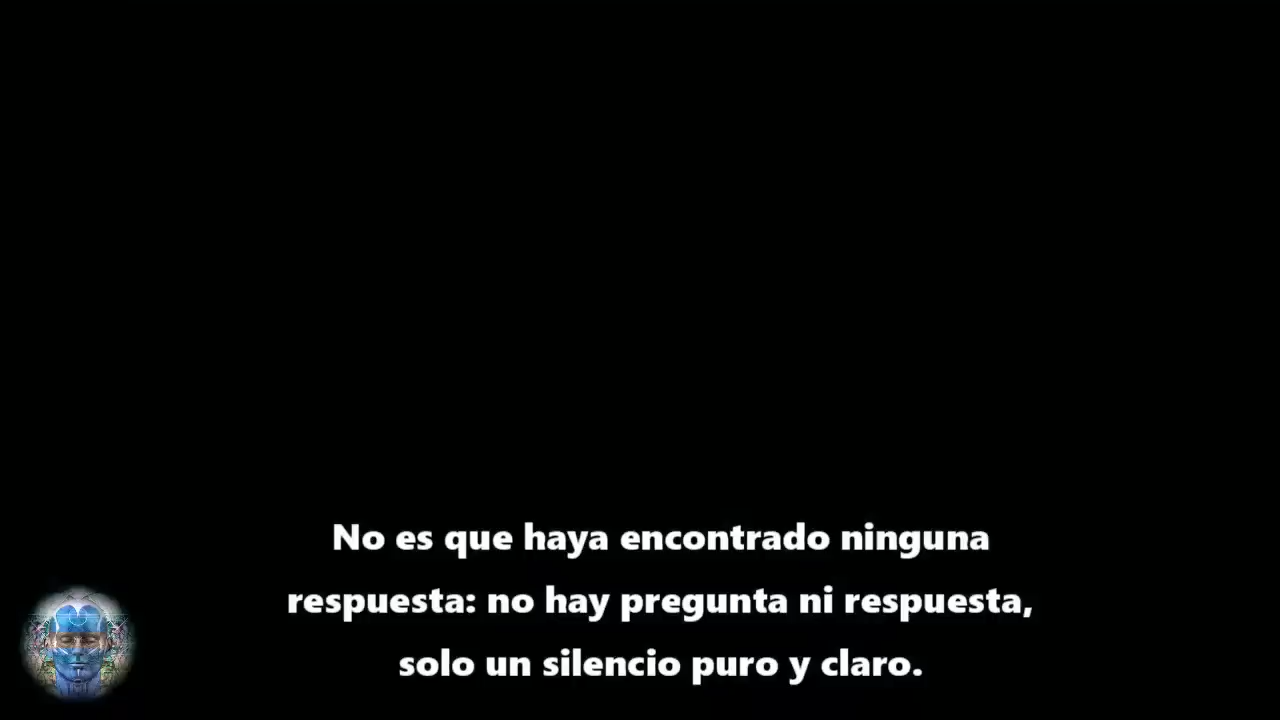 No es que haya encontrado ninguna
respuesta: no hay pregunta ni respuesta,
solo un silencio puro y claro.